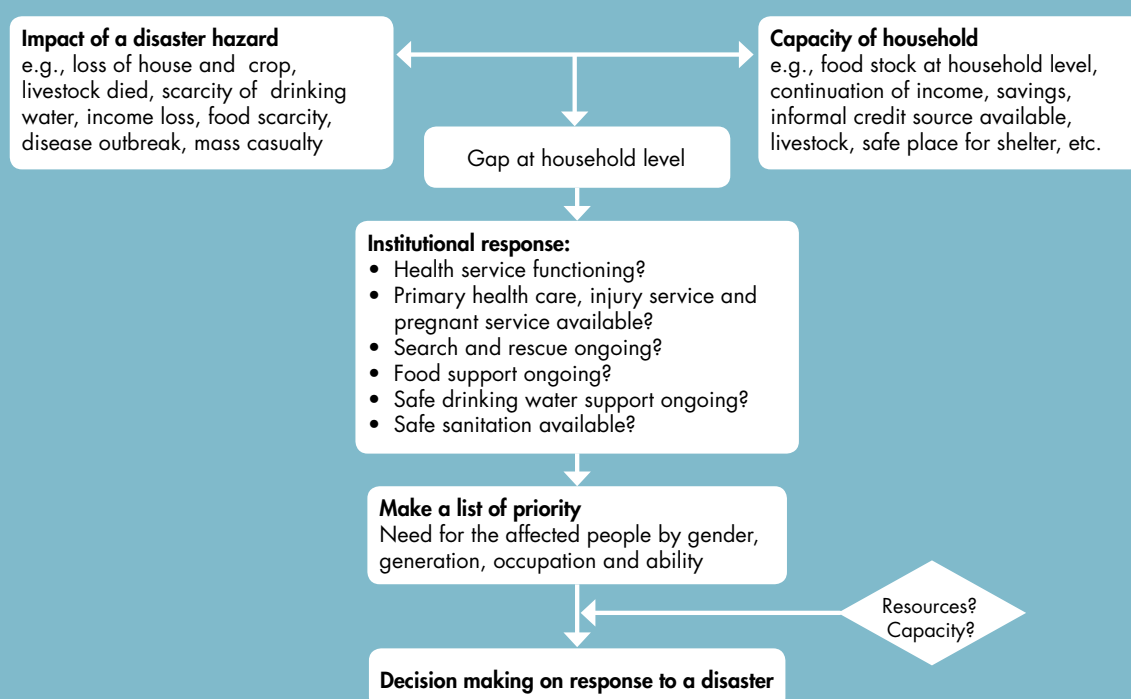 Impact of a disaster hazard
e.g., loss of house and crop,
livestock died, scarcity of drinking
water, income loss, food scarcity,
disease outbreak, mass casualty
Capacity of household
e.g., food stock at household level,
continuation of income, savings,
informal credit source available,
livestock, safe place for shelter, etc.
Gap at household level
Institutional response:
• Health service functioning?
• Primary health care, injury service and
pregnant service available?
• Search and rescue ongoing?
• Food support ongoing?
• Safe drinking water support ongoing?
• Safe sanitation available?
Make a list of priority
Need for the affected people by gender,
generation, occupation and ability
Resources?
Capacity?
Decision making on response to a disaster